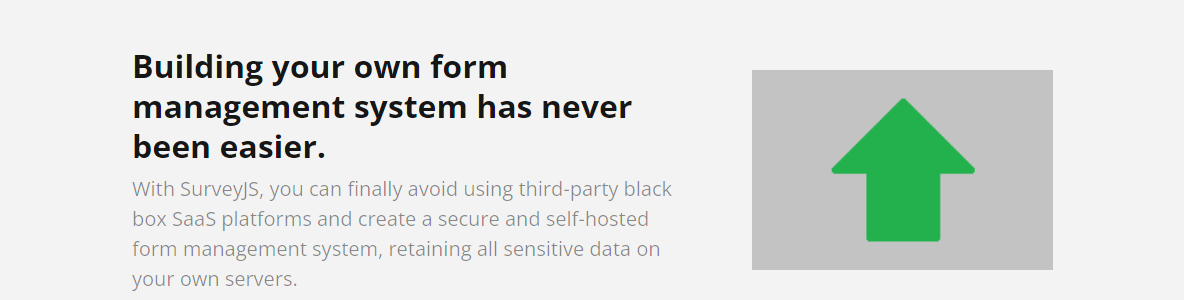 Building your own form
management system has never
been easier.
With SurveyJS, you can finally avoid using third-party black
box SaaS platforms and create a secure and self-hosted
form management system, retaining all sensitive data on
your own servers.